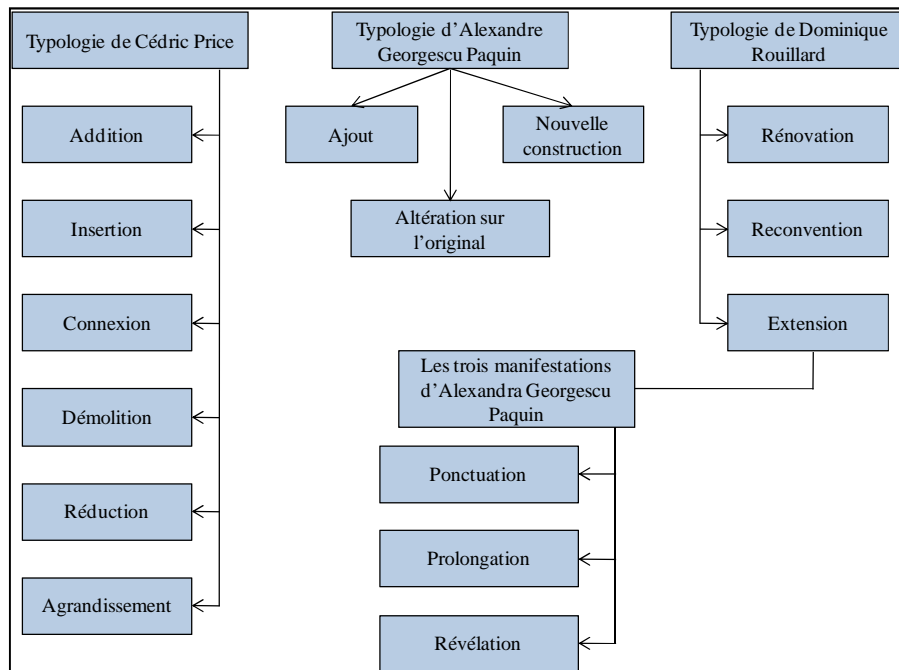 Typologie de Cédric Price
Addition
Insertion
Connexion
Démolition
Réduction
Agrandissement
Typologie d’Alexandre
Georgescu Paquin
Ajout
Nouvelle
construction
Altération sur
l’original
Typologie de Dominique
Rouillard
Rénovation
Reconvention
Extension
Les trois manifestations
d’Alexandra Georgescu
Paquin
Ponctuation
Prolongation
Révélation